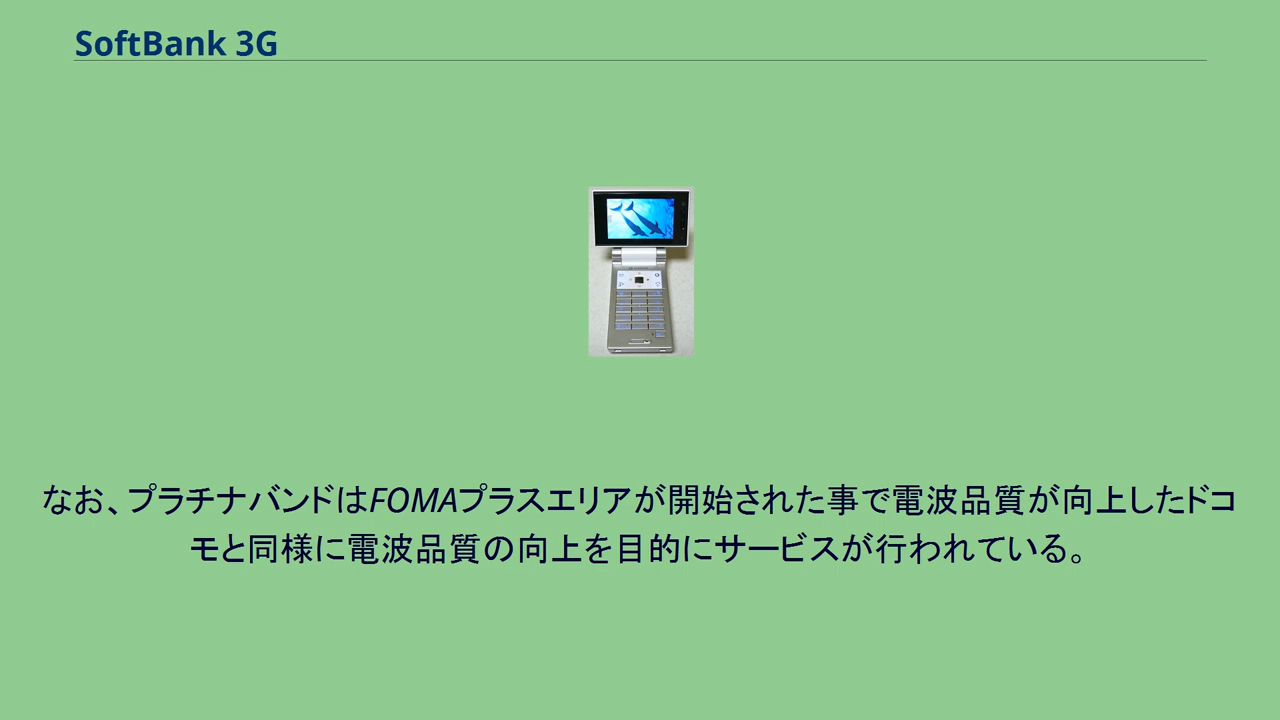 SoftBank 3G
なお、プラチナバンドはFOMAプラスエリアが開始された事で電波品質が向上したドコ
モと同様に電波品質の向上を目的にサービスが行われている。